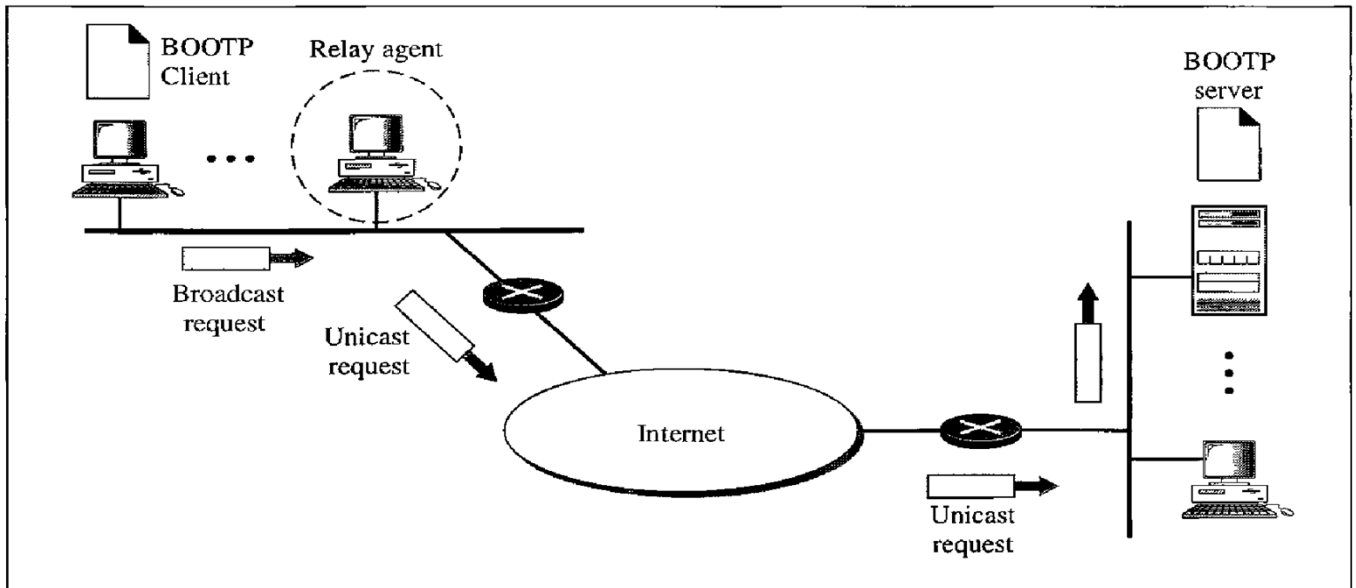 BOOTP
Client
Relay agent
BOOTP
server
Broadcast
request
Unicast
request
Internet
Unicast
request